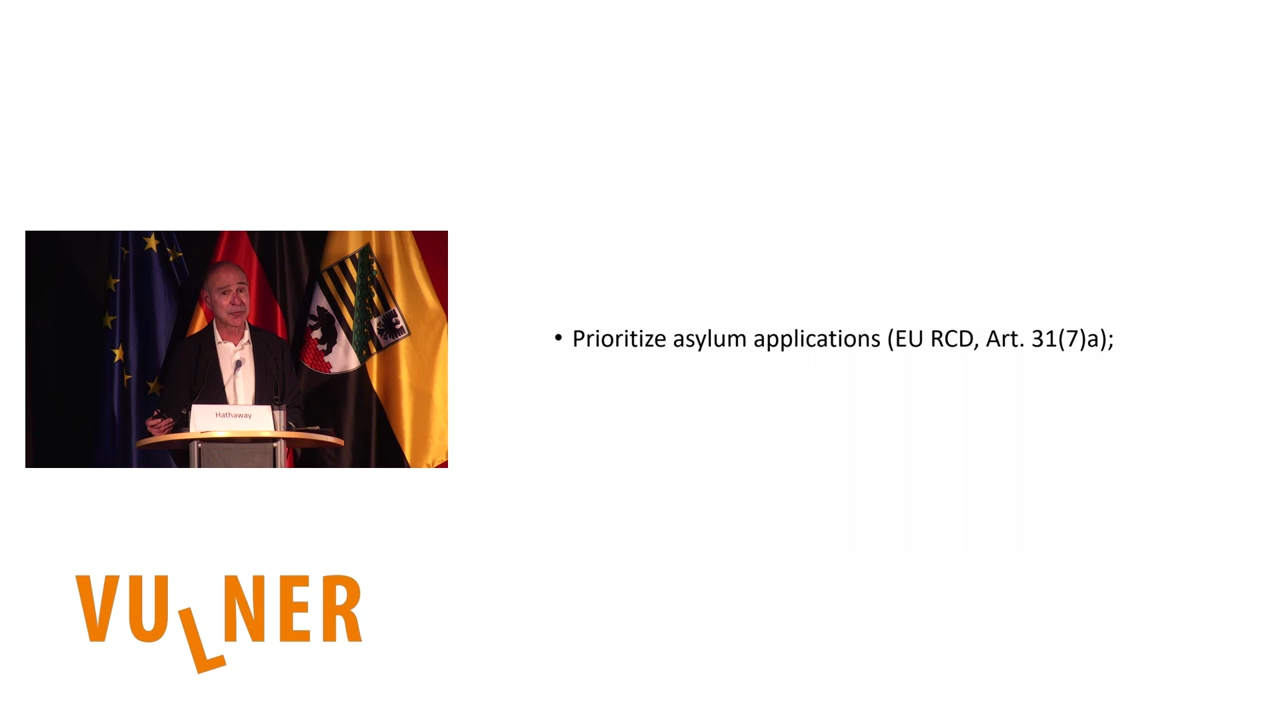 • Prioritize asylum applications (EU RCD, Art. 31(7)a);
Hathaway
VULNER